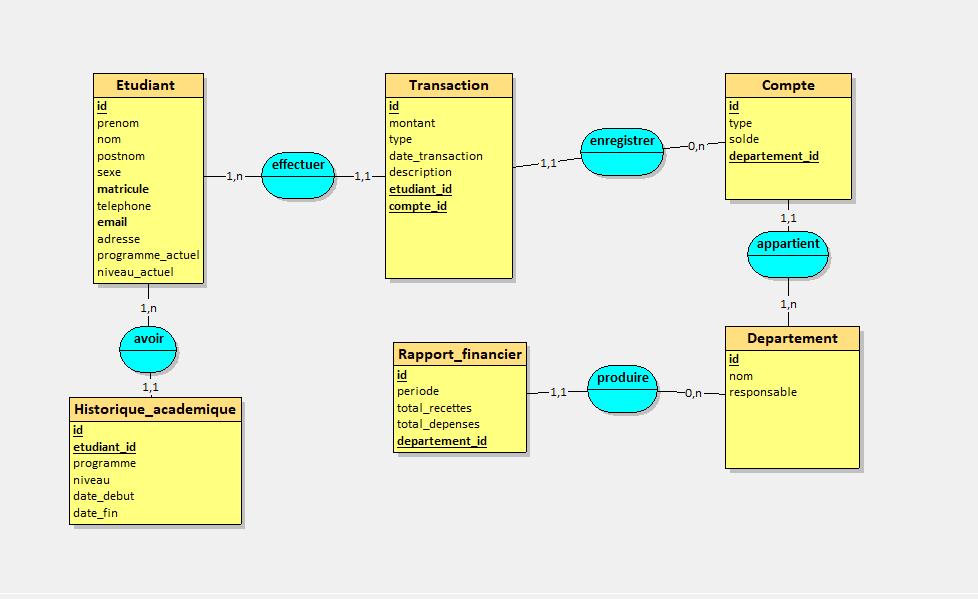 Etudiant
id
prenom
nom
postnom
sexe
matricule
telephone
email
adresse
programme_actuel
niveau_actuel
1,n
effectuer
1,1
Transaction
id
montant
type
date_transaction
description
etudiant_id
compte_id
1,1
enregistrer
0,n
Compte
id
type
solde
departement_id
1,1
appartient
1,n
Departement
id
nom
responsable
0,n
produire
1,1
Rapport_financier
id
periode
total_recettes
total_depenses
departement_id
1,n
avoir
1,1
Historique_academique
id
etudiant_id
programme
niveau
date_debut
date_fin